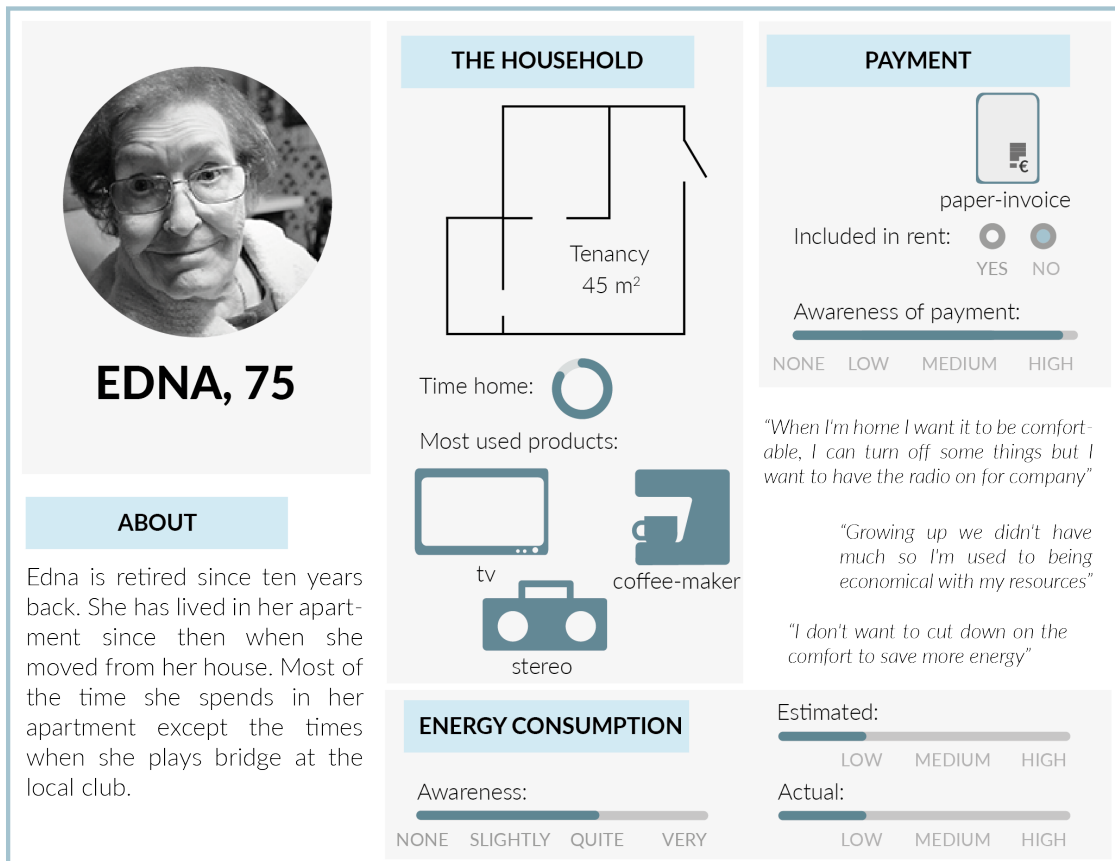 EDNA, 75
ABOUT
Edna is retired since ten years
back. She has lived in her apart-
ment since then when she
moved from her house. Most of
the time she spends in her
apartment except the times
when she plays bridge at the
local club.
THE HOUSEHOLD
Tenancy
45 m²
Time home:
Most used products:
tv
coffee-maker
stereo
PAYMENT
€
paper-invoice
Included in rent:
YES NO
Awareness of payment:
NONE LOW MEDIUM HIGH
“When I'm home I want it to be comfort-
able, I can turn off some things but I
want to have the radio on for company”
“Growing up we didn't have
much so I'm used to being
economical with my resources”
“I don't want to cut down on the
comfort to save more energy”
ENERGY CONSUMPTION
Awareness:
NONE SLIGHTLY QUITE VERY
Estimated:
LOW MEDIUM HIGH
Actual:
LOW MEDIUM HIGH